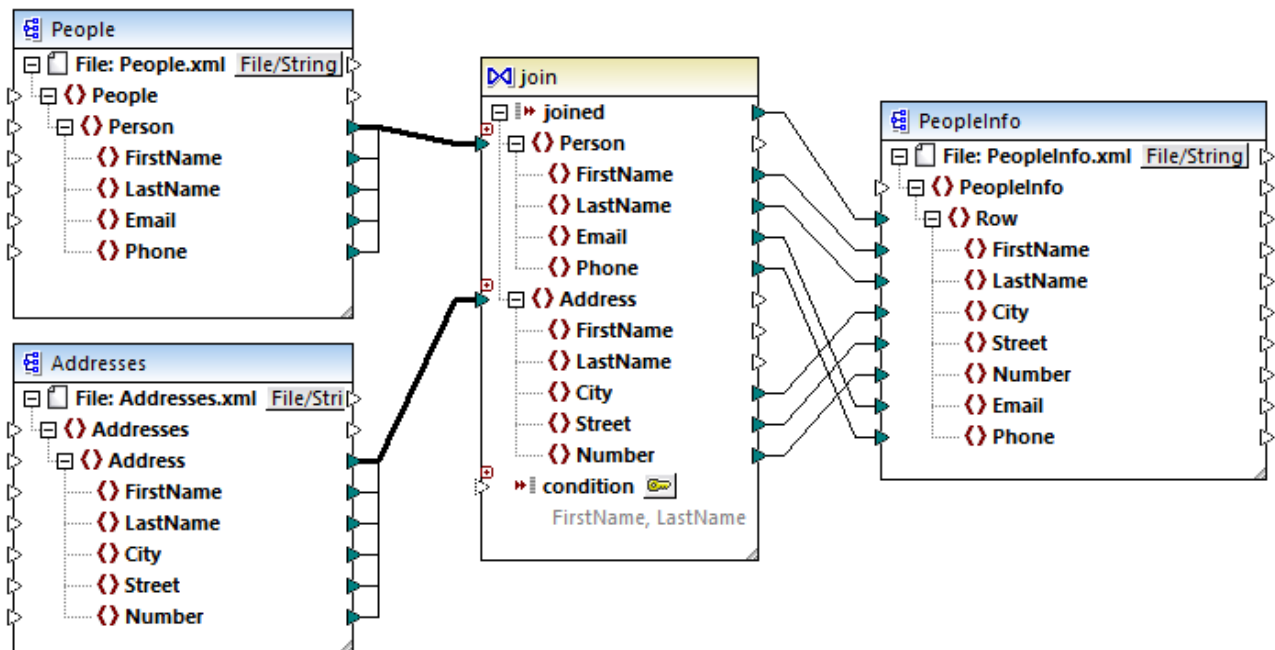 People
File: People.xml File/String
People
Person
FirstName
LastName
Email
Phone
Addresses
File: Addresses.xml File/Stri
Addresses
Address
FirstName
LastName
City
Street
Number
join
joined
Person
FirstName
LastName
Email
Phone
Address
FirstName
LastName
City
Street
Number
condition
FirstName, LastName
PeopleInfo
File: PeopleInfo.xml File/String
PeopleInfo
Row
FirstName
LastName
City
Street
Number
Email
Phone